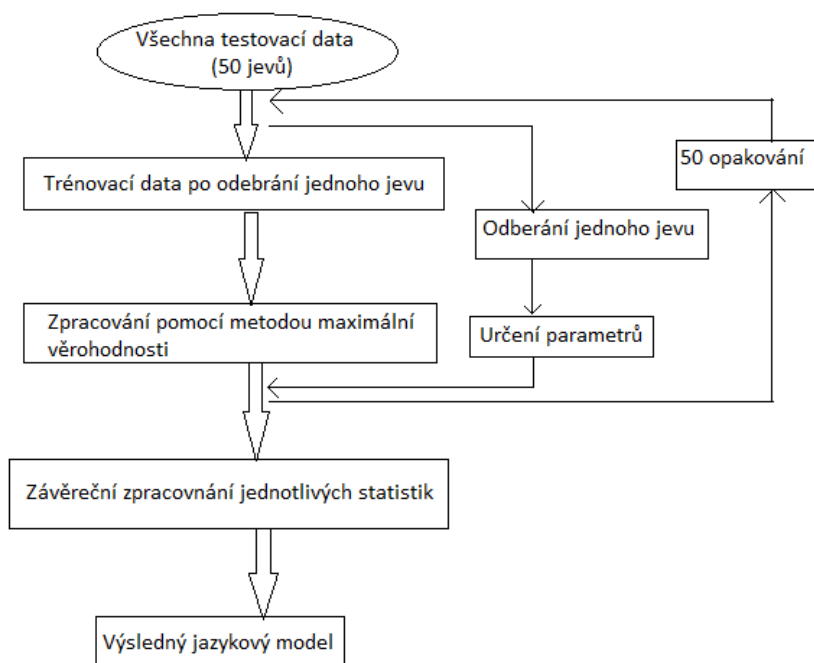 Všechna testovací data
(50 jevů)
50 opakování
Trénovací data po odebrání jednoho jevu
Odberání jednoho jevu
Zpracování pomocí metodou maximální
věrohodnosti
Určení parametrů
Závěreční zpracovnání jednotlivých statistik
Výsledný jazykový model